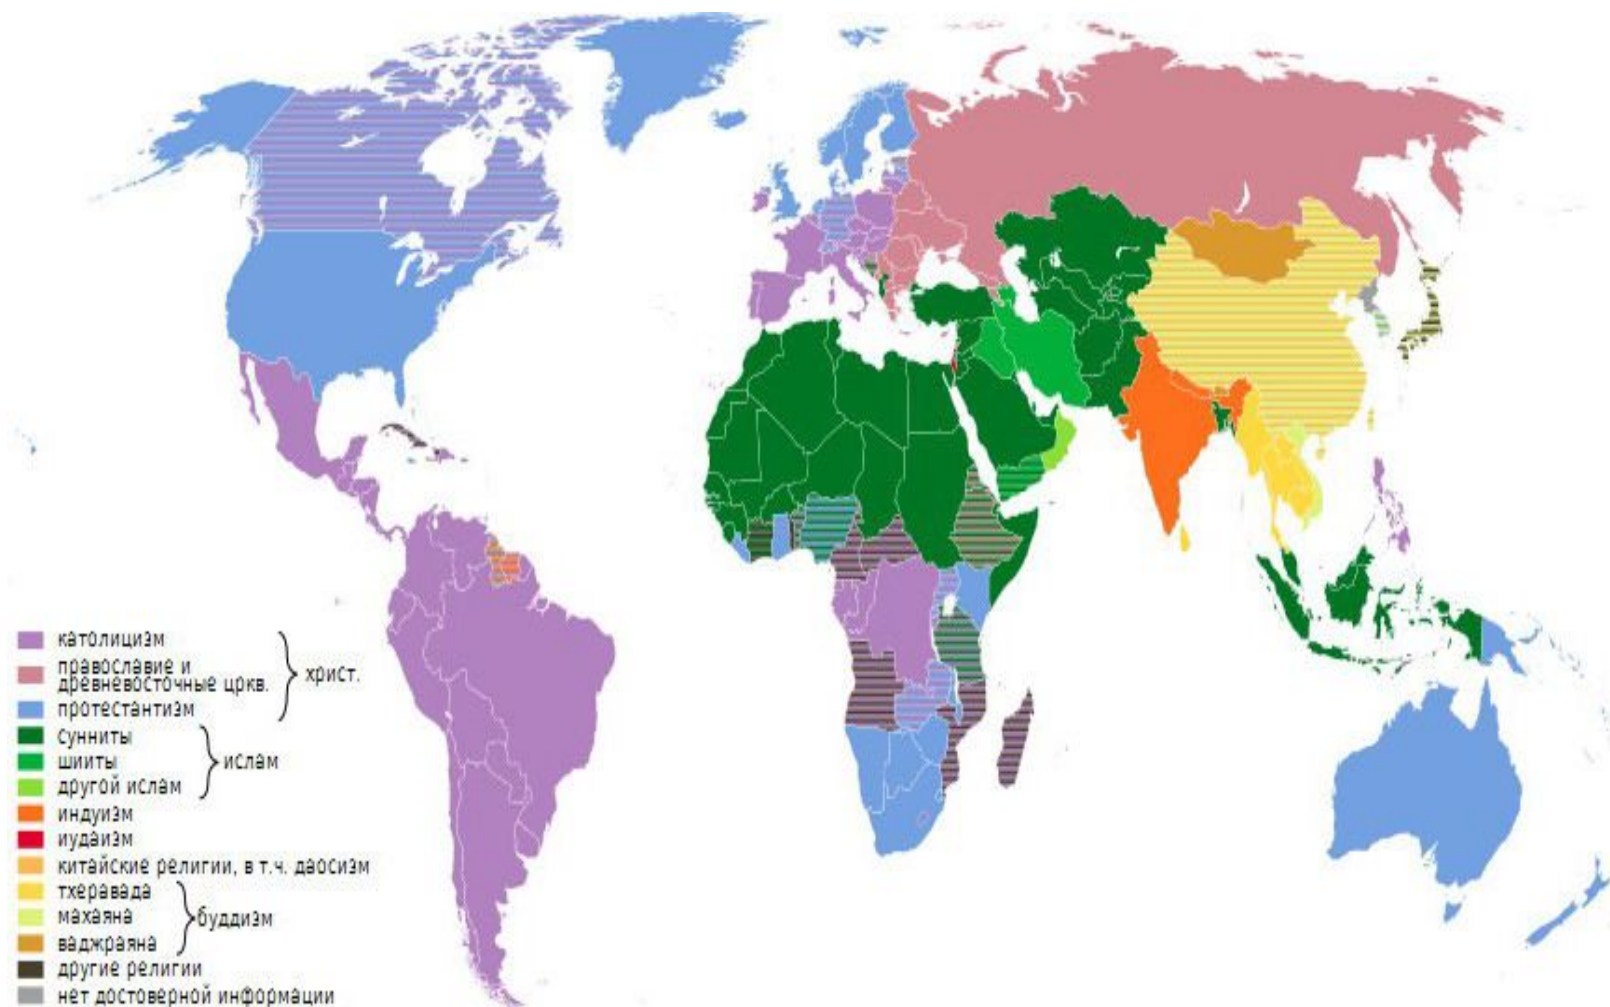 католицизм
православие и
древневосточные цркв.
христ.
протестантизм
сунниты
шииты
ислам
другой ислам
индуизм
иудаизм
китайские религии, в т.ч. даосизм
тхеравада
махаяна
буддизм
ваджраяна
другие религии
нет достоверной информации